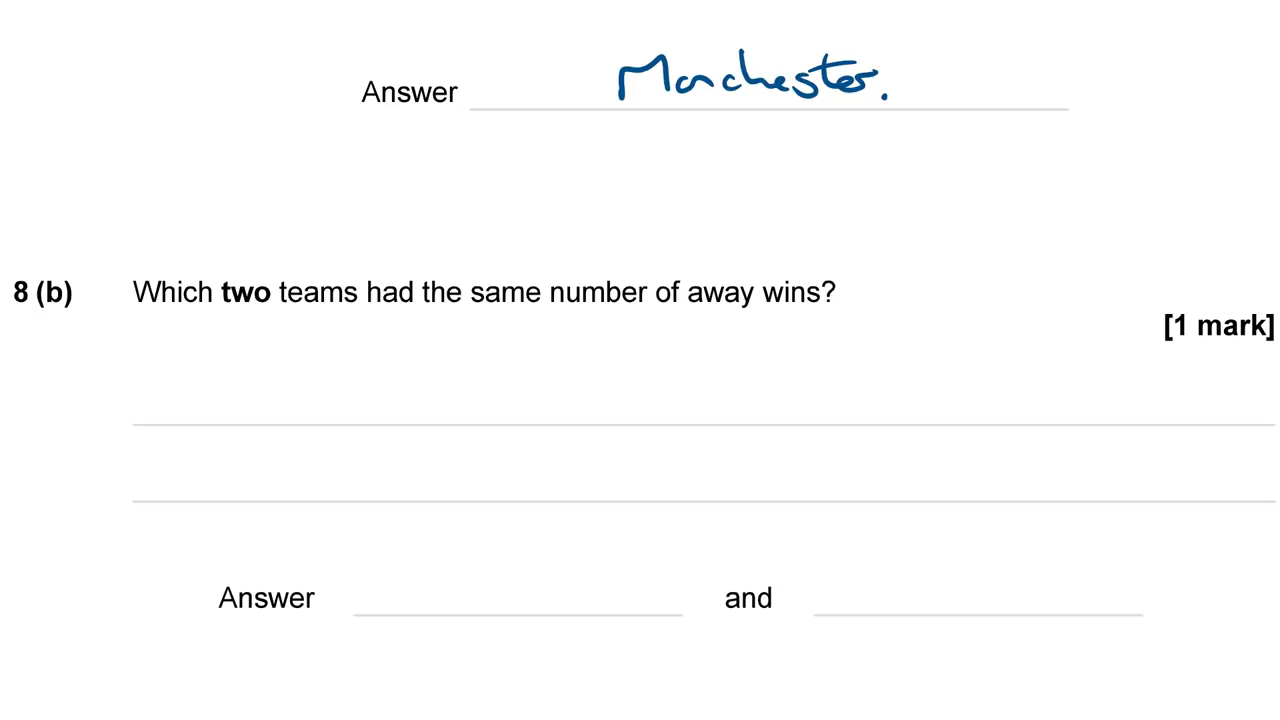 Answer Manchester.
8 (b) Which two teams had the same number of away wins?
[1 mark]
Answer and